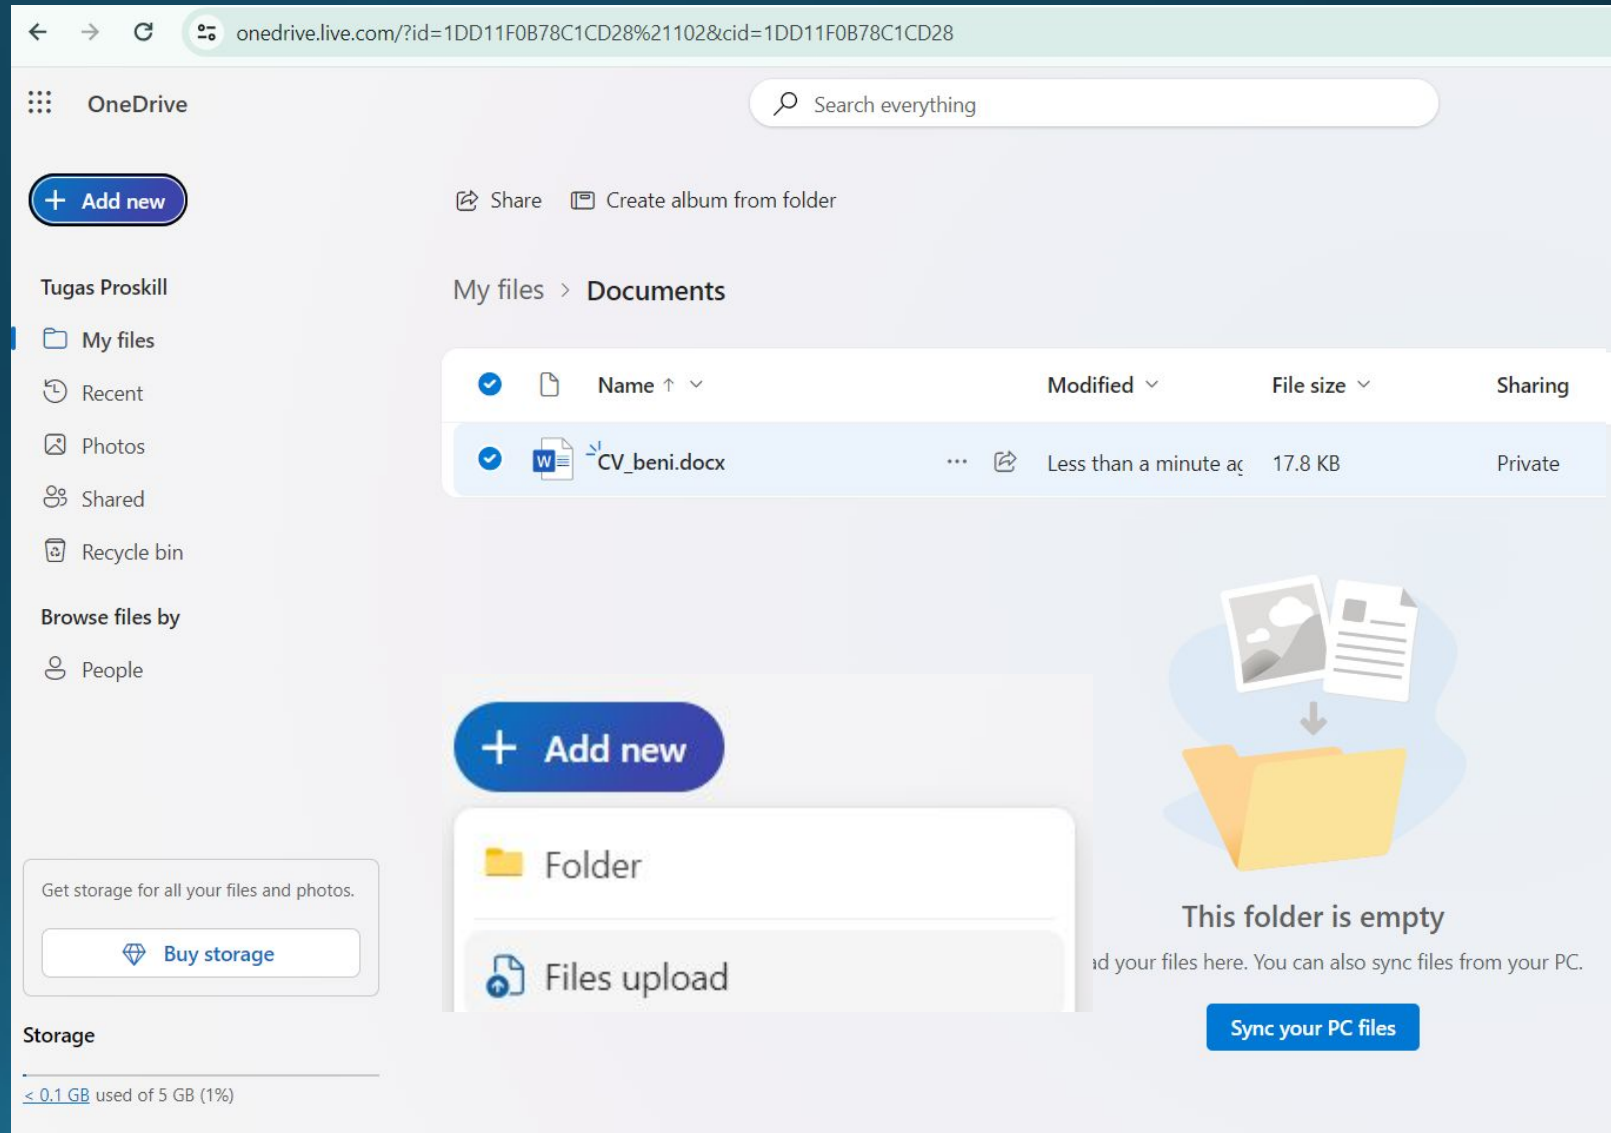 onedrive.live.com/?id=1DD11F0B78C1CD28%21102&cid=1DD11F0B78C1CD28
OneDrive
Search everything
Add new
Share Create album from folder
Tugas Proskill
My files > Documents
My files
Recent
Photos
Shared
Recycle bin
Browse files by
People
Name Modified File size Sharing
CV_beni.docx Less than a minute ag 17.8 KB Private
Add new
Folder
Files upload
This folder is empty
ad your files here. You can also sync files from your PC.
Sync your PC files
Get storage for all your files and photos.
Buy storage
Storage
< 0.1 GB used of 5 GB (1%)